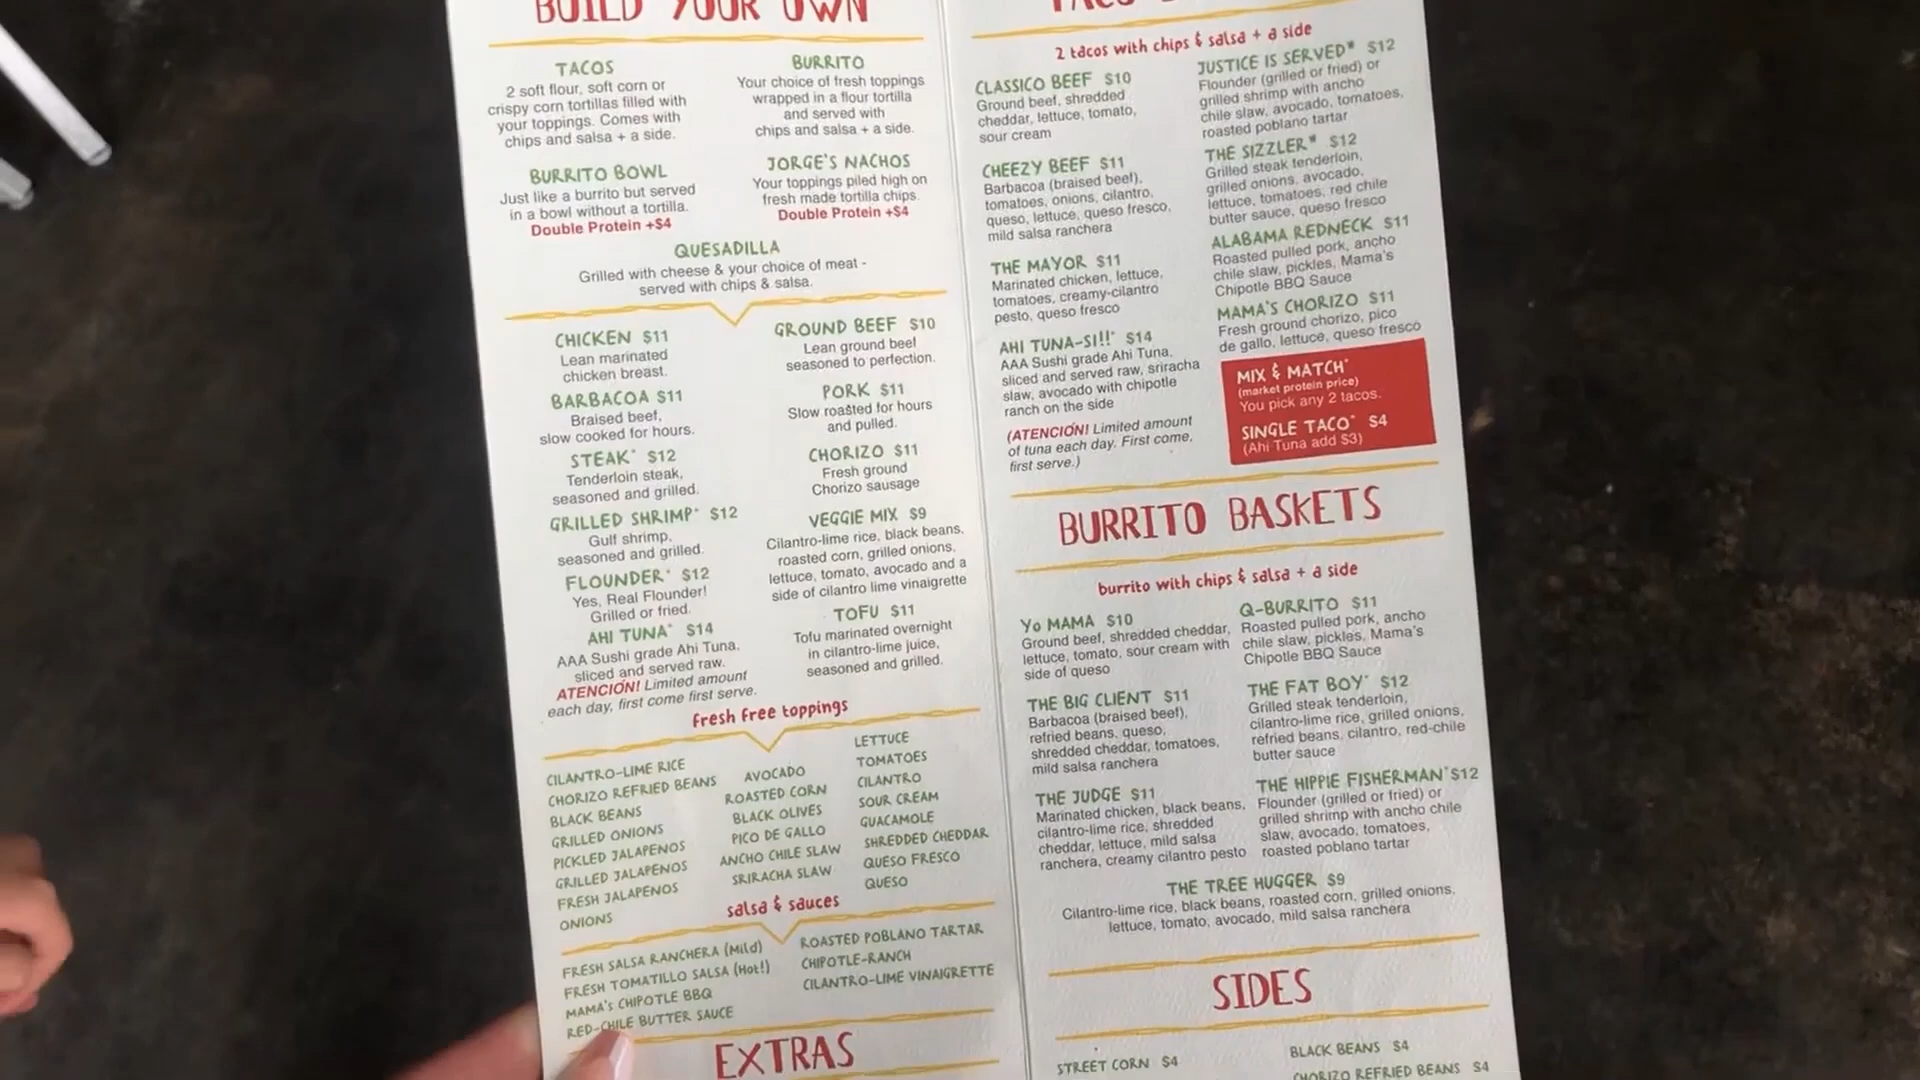 BUILD YOUR OWN
TACOS
2 soft flour, soft corn or
crispy corn tortillas filled with
your toppings. Comes with
chips and salsa + a side.
BURRITO
Your choice of fresh toppings
wrapped in a flour tortilla
and served with
chips and salsa + a side.
BURRITO BOWL
Just like a burrito but served
in a bowl without a tortilla.
Double Protein +$4
JORGE'S NACHOS
Your toppings piled high on
fresh made tortilla chips.
Double Protein +$4
QUESADILLA
Grilled with cheese & your choice of meat -
served with chips & salsa.
CHICKEN $11
Lean marinated
chicken breast.
BARBACOA $11
Braised beef,
slow cooked for hours.
STEAK* $12
Tenderloin steak,
seasoned and grilled.
GRILLED SHRIMP* $12
Gulf shrimp,
seasoned and grilled.
FLOUNDER* $12
Yes, Real Flounder!
Grilled or fried.
AHI TUNA* $14
AAA Sushi grade Ahi Tuna,
sliced and served raw.
ATENCIÓN! Limited amount
each day, first come first serve.
GROUND BEEF $10
Lean ground beef
seasoned to perfection.
PORK $11
Slow roasted for hours
and pulled.
CHORIZO $11
Fresh ground
Chorizo sausage
VEGGIE MIX $9
Cilantro-lime rice, black beans,
roasted corn, grilled onions,
lettuce, tomato, avocado and a
side of cilantro lime vinaigrette
TOFU $11
Tofu marinated overnight
in cilantro-lime juice,
seasoned and grilled.
fresh free toppings
CILANTRO-LIME RICE
CHORIZO REFRIED BEANS
BLACK BEANS
GRILLED ONIONS
PICKLED JALAPENOS
GRILLED JALAPENOS
FRESH JALAPENOS
ONIONS
AVOCADO
ROASTED CORN
BLACK OLIVES
PICO DE GALLO
ANCHO CHILE SLAW
SRIRACHA SLAW
LETTUCE
TOMATOES
CILANTRO
SOUR CREAM
GUACAMOLE
SHREDDED CHEDDAR
QUESO FRESCO
QUESO
salsa & sauces
FRESH SALSA RANCHERA (Mild)
FRESH TOMATILLO SALSA (Hot!)
MAMA'S CHIPOTLE BBQ
RED-CHILE BUTTER SAUCE
ROASTED POBLANO TARTAR
CHIPOTLE-RANCH
CILANTRO-LIME VINAIGRETTE
EXTRAS
TACO
2 tacos with chips & salsa + a side
CLASSICO BEEF $10
Ground beef, shredded
cheddar, lettuce, tomato,
sour cream
CHEEZY BEEF $11
Barbacoa (braised beef),
tomatoes, onions, cilantro,
queso, lettuce, queso fresco,
mild salsa ranchera
THE MAYOR $11
Marinated chicken, lettuce,
tomatoes, creamy-cilantro
pesto, queso fresco
AHI TUNA-SI!!* $14
AAA Sushi grade Ahi Tuna,
sliced and served raw, sriracha
slaw, avocado with chipotle
ranch on the side
(ATENCIÓN! Limited amount
of tuna each day. First come,
first serve.)
JUSTICE IS SERVED* $12
Flounder (grilled or fried) or
grilled shrimp with ancho
chile slaw, avocado, tomatoes,
roasted poblano tartar
THE SIZZLER* $12
Grilled steak tenderloin,
grilled onions, avocado,
lettuce, tomatoes, red chile
butter sauce, queso fresco
ALABAMA REDNECK $11
Roasted pulled pork, ancho
chile slaw, pickles, Mama's
Chipotle BBQ Sauce
MAMA'S CHORIZO $11
Fresh ground chorizo, pico
de gallo, lettuce, queso fresco
MIX & MATCH*
(market protein price)
You pick any 2 tacos.
SINGLE TACO* $4
(Ahi Tuna add $3)
BURRITO BASKETS
burrito with chips & salsa + a side
Yo MAMA $10
Ground beef, shredded cheddar,
lettuce, tomato, sour cream with
side of queso
THE BIG CLIENT $11
Barbacoa (braised beef),
refried beans, queso,
shredded cheddar, tomatoes,
mild salsa ranchera
THE JUDGE $11
Marinated chicken, black beans,
cilantro-lime rice, shredded
cheddar, lettuce, mild salsa
ranchera, creamy cilantro pesto
Q-BURRITO $11
Roasted pulled pork, ancho
chile slaw, pickles, Mama's
Chipotle BBQ Sauce
THE FAT BOY* $12
Grilled steak tenderloin,
cilantro-lime rice, grilled onions,
refried beans, cilantro, red-chile
butter sauce
THE HIPPIE FISHERMAN* $12
Flounder (grilled or fried) or
grilled shrimp with ancho chile
slaw, avocado, tomatoes,
roasted poblano tartar
THE TREE HUGGER $9
Cilantro-lime rice, black beans, roasted corn, grilled onions,
lettuce, tomato, avocado, mild salsa ranchera
SIDES
STREET CORN $4
BLACK BEANS $4
CHORIZO REFRIED BEANS $4